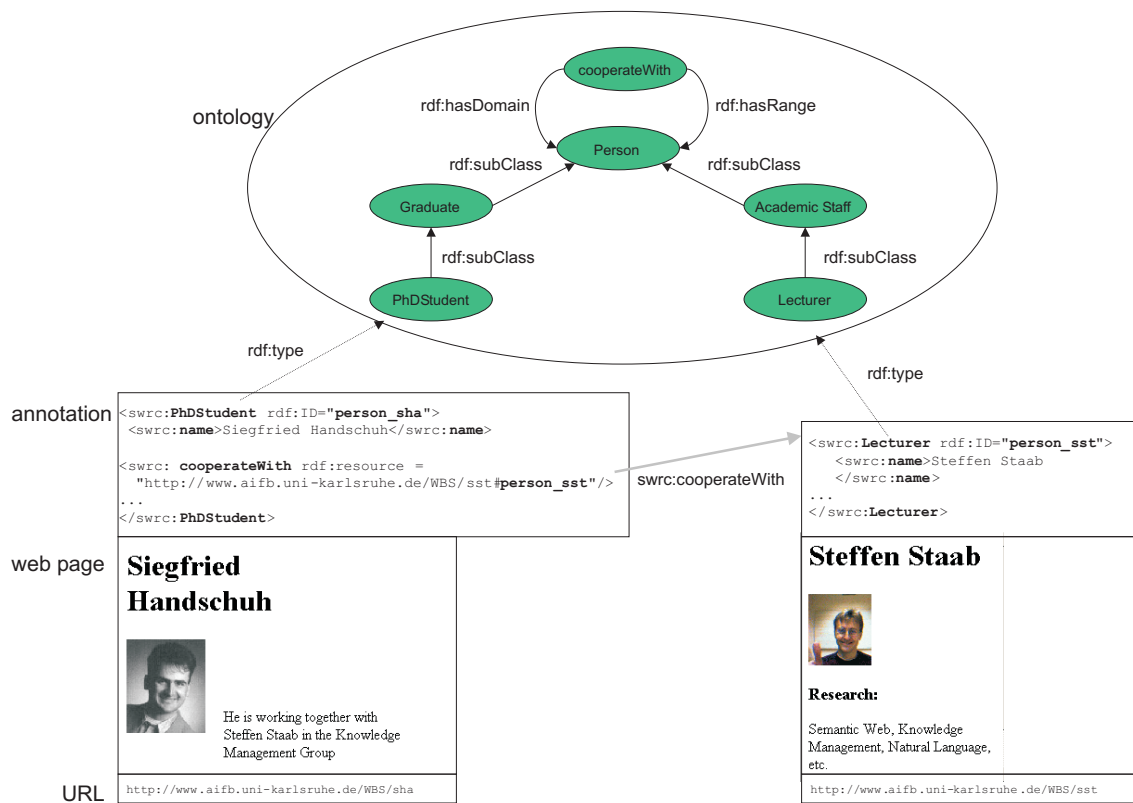 cooperateWith
rdf:hasDomain
rdf:hasRange
ontology
Person
rdf:subClass
rdf:subClass
Graduate
Academic Staff
rdf:subClass
rdf:subClass
PhDStudent
Lecturer
rdf:type
rdf:type
annotation
<swrc:PhDStudent rdf:ID="person_sha">
<swrc:name>Siegfried Handschuh</swrc:name>
<swrc: cooperateWith rdf:resource =
"http://www.aifb.uni-karlsruhe.de/WBS/sst#person_sst"/>
...
</swrc:PhDStudent>
swrc:cooperateWith
<swrc:Lecturer rdf:ID="person_sst">
<swrc:name>Steffen Staab
</swrc:name>
...
</swrc:Lecturer>
web page
Siegfried
Handschuh
He is working together with
Steffen Staab in the Knowledge
Management Group
Steffen Staab
Research:
Semantic Web, Knowledge
Management, Natural Language,
etc.
URL
http://www.aifb.uni-karlsruhe.de/WBS/sha
http://www.aifb.uni-karlsruhe.de/WBS/sst